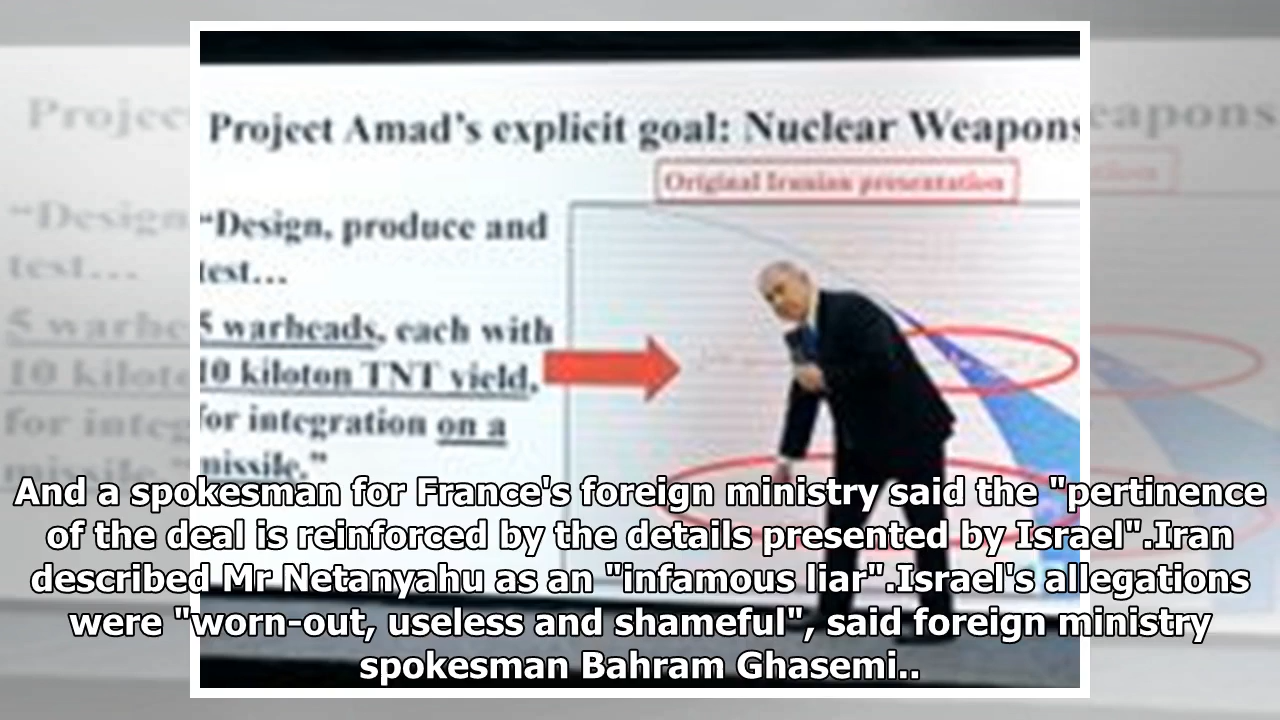 Project Amad's explicit goal: Nuclear Weapons
Original Iranian presentation
"Design, produce and
test...
5 warheads, each with
10 kiloton TNT yield,
for integration on a
missile."
And a spokesman for France's foreign ministry said the "pertinence
of the deal is reinforced by the details presented by Israel".Iran
described Mr Netanyahu as an "infamous liar".Israel's allegations
were "worn-out, useless and shameful", said foreign ministry
spokesman Bahram Ghasemi..